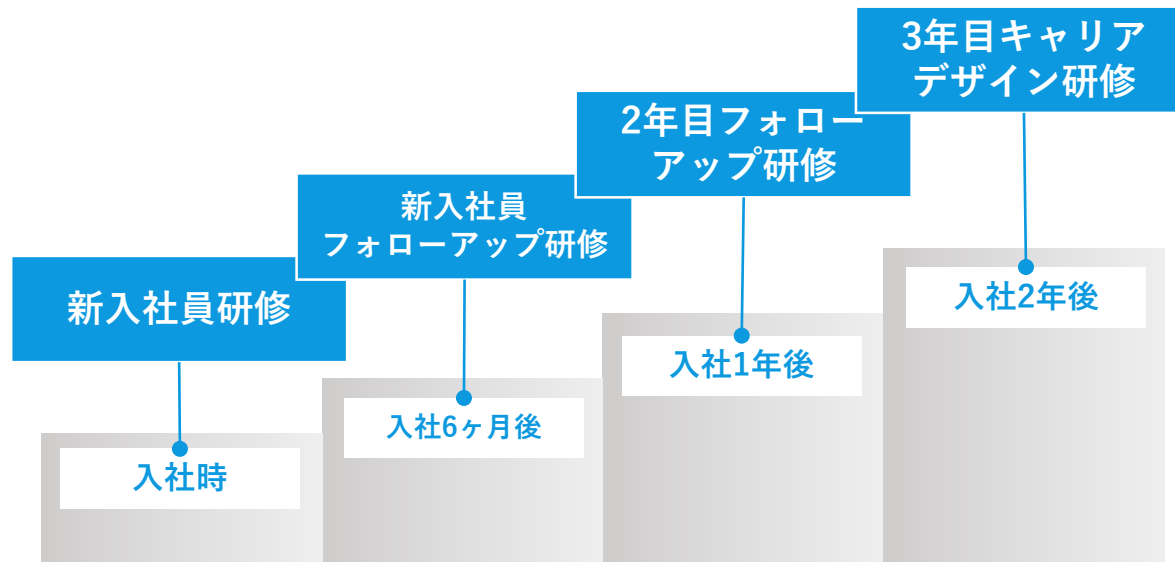 3年目キャリア
デザイン研修
2年目フォロー
アップ研修
新入社員
フォローアップ研修
新入社員研修
入社2年後
入社1年後
入社6ヶ月後
入社時